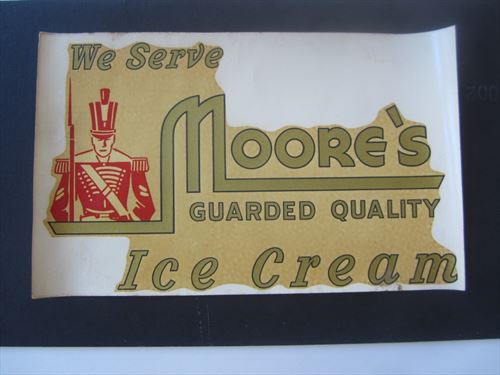 We Serve
MOORE'S
GUARDED QUALITY
Ice Cream